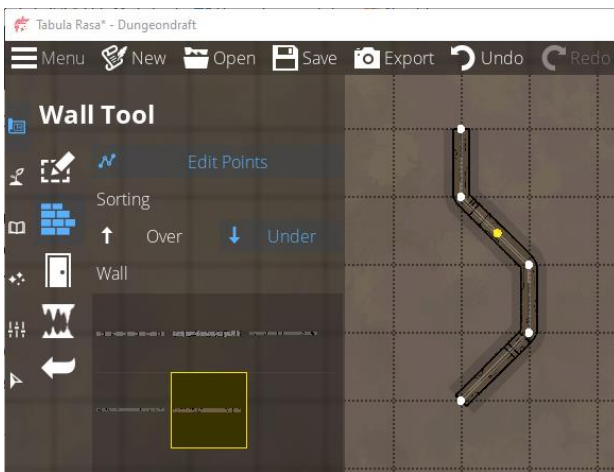 Tabula Rasa* - Dungeondraft
Menu New Open Save Export Undo Redo
Wall Tool
Edit Points
Sorting
Over Under
Wall